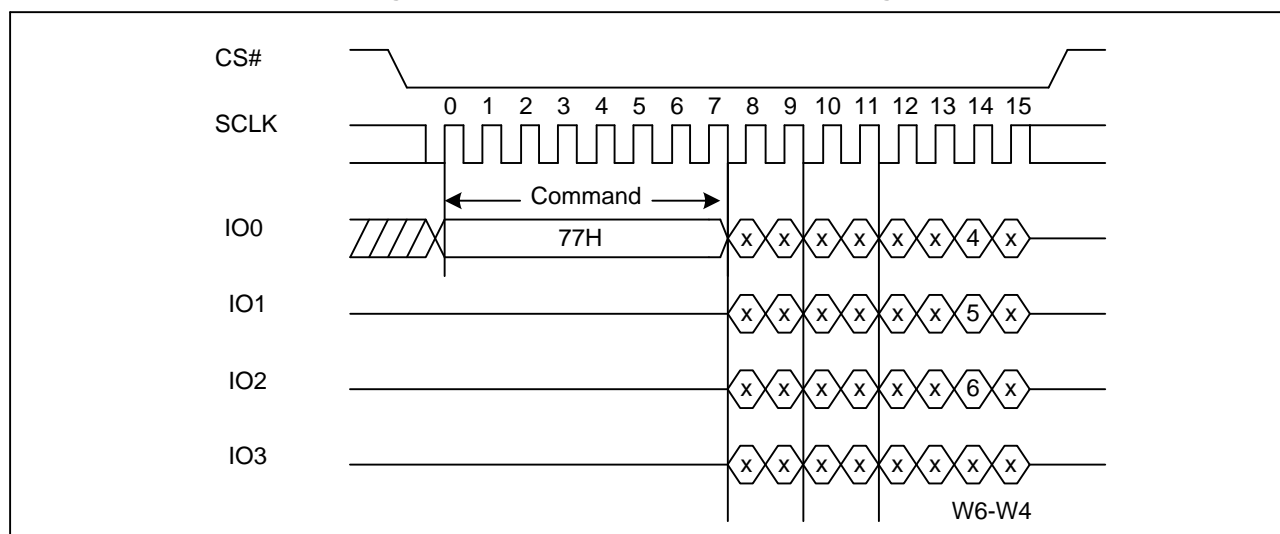 CS#
0 1 2 3 4 5 6 7 8 9 10 11 12 13 14 15
SCLK
Command
IO0
77H x x x x x x 4 x
IO1
x x x x x x 5 x
IO2
x x x x x x 6 x
IO3
x x x x x x x x
W6-W4